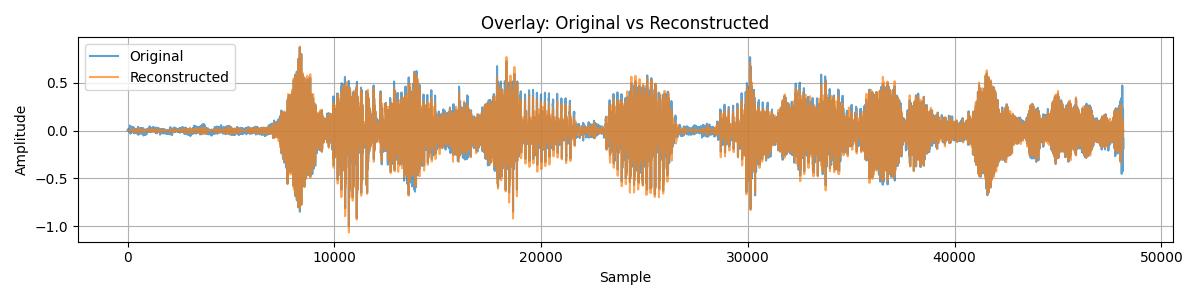 Overlay: Original vs Reconstructed
Original
Reconstructed
0.5
0.0
−0.5
−1.0
Amplitude
0 10000 20000 30000 40000 50000
Sample